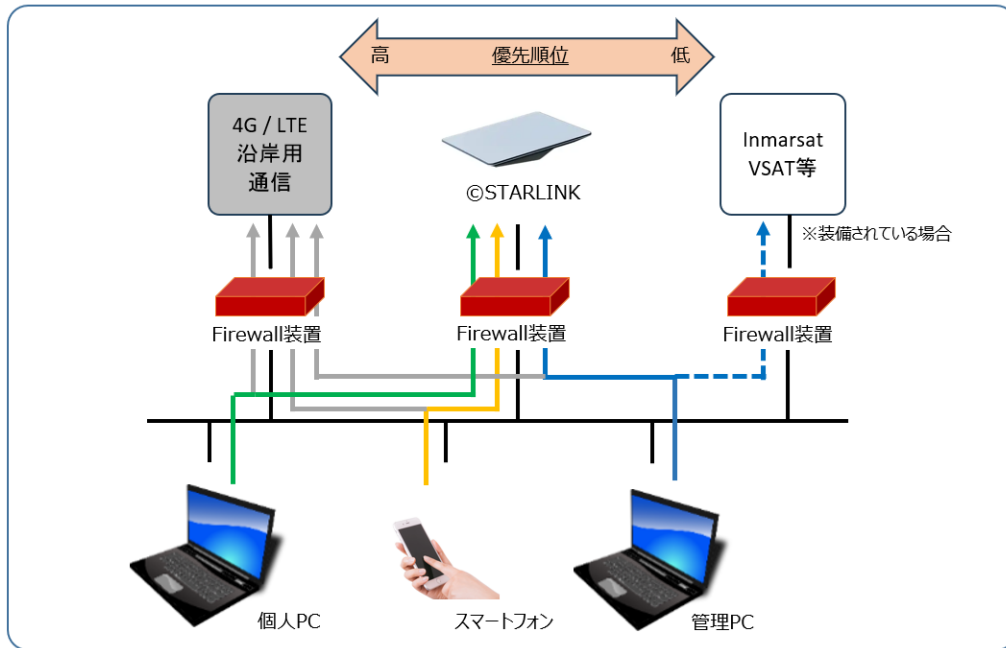 高 優先順位 低
4G / LTE
沿岸用
通信
©STARLINK
Inmarsat
VSAT等
※装備されている場合
Firewall装置
Firewall装置
Firewall装置
個人PC
スマートフォン
管理PC